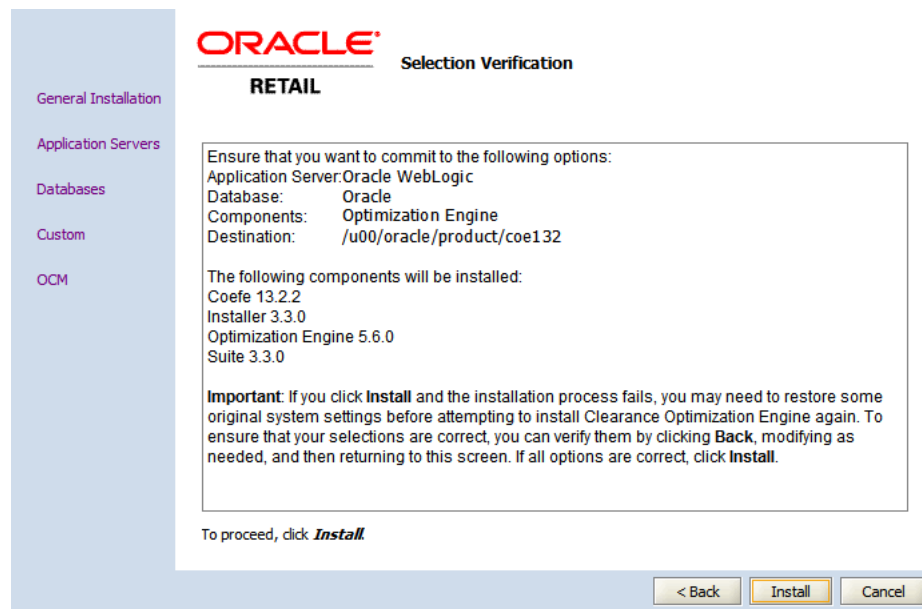 ORACLE
RETAIL
Selection Verification
General Installation
Application Servers
Databases
Custom
OCM
Ensure that you want to commit to the following options:
Application Server:Oracle WebLogic
Database: Oracle
Components: Optimization Engine
Destination: /u00/oracle/product/coe132
The following components will be installed:
Coefe 13.2.2
Installer 3.3.0
Optimization Engine 5.6.0
Suite 3.3.0
Important: If you click Install and the installation process fails, you may need to restore some
original system settings before attempting to install Clearance Optimization Engine again. To
ensure that your selections are correct, you can verify them by clicking Back, modifying as
needed, and then returning to this screen. If all options are correct, click Install.
To proceed, click Install.
< Back
Install
Cancel